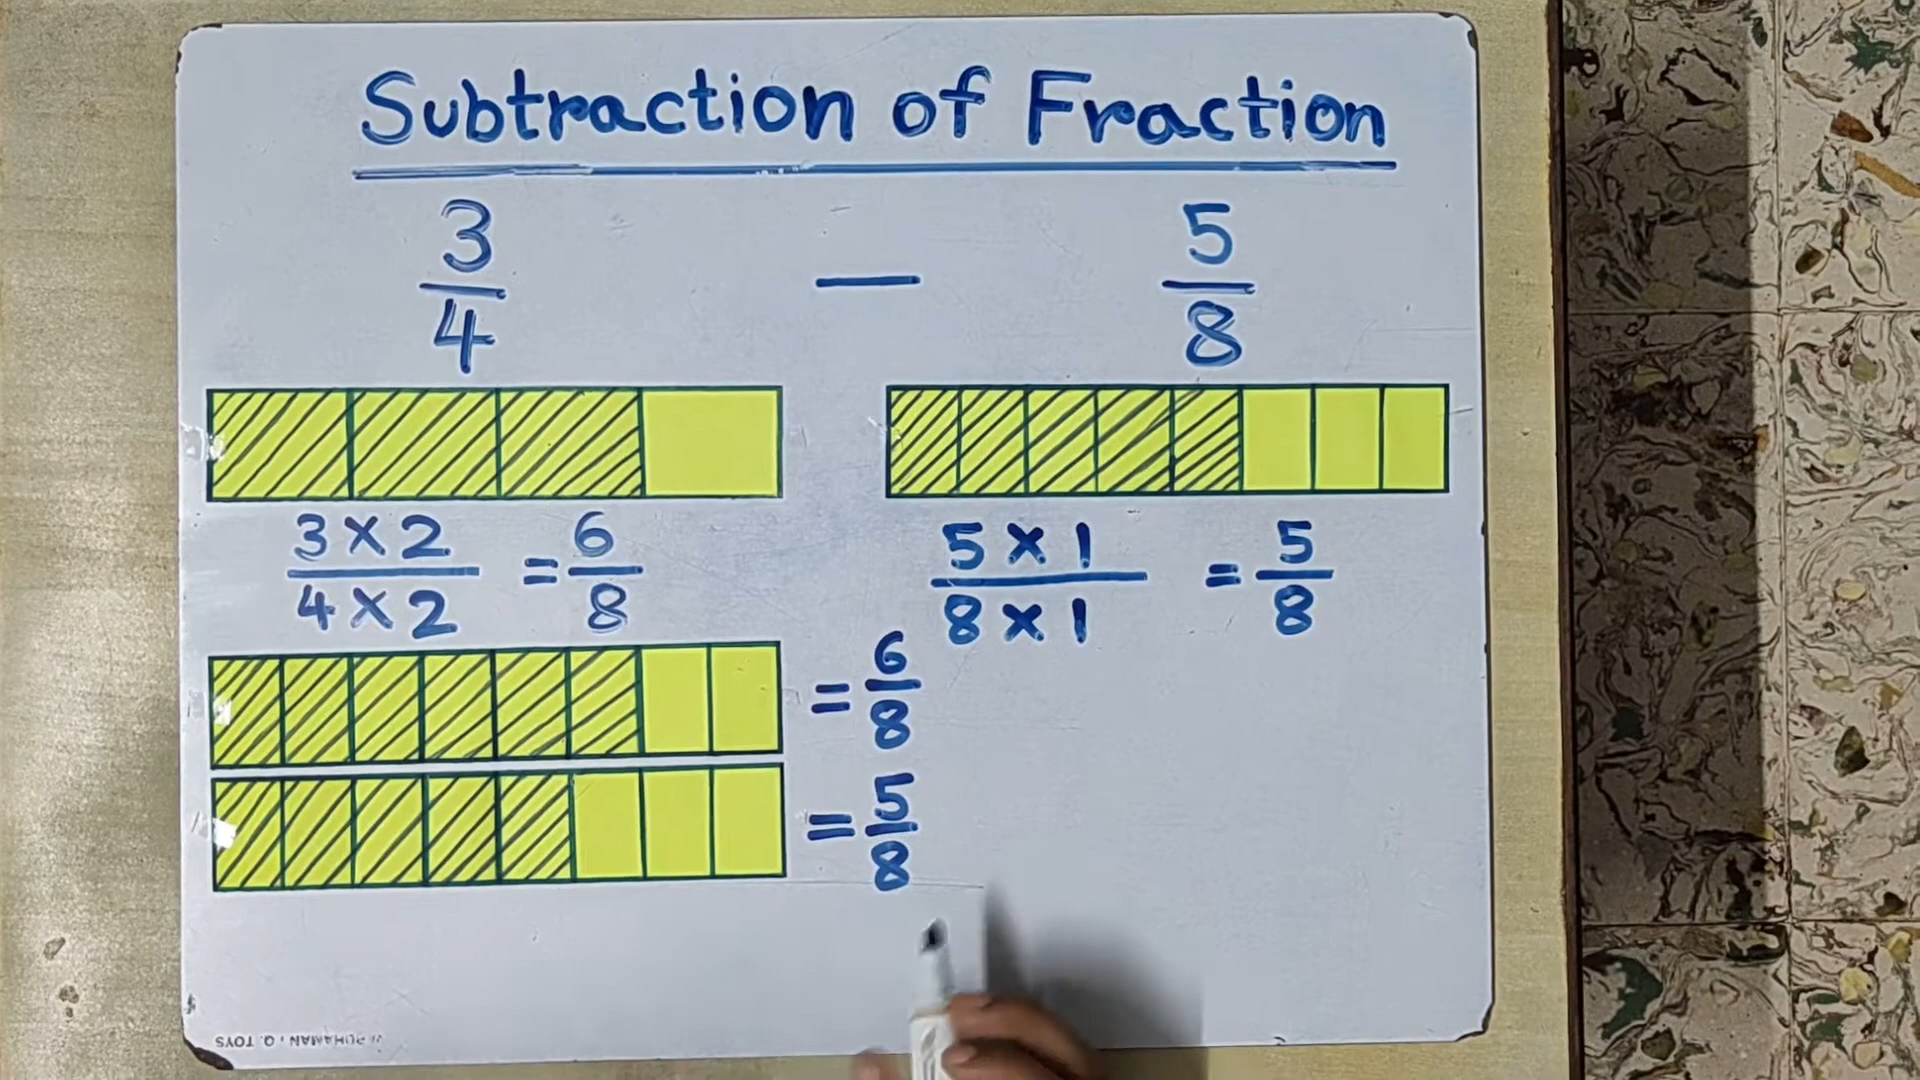 Subtraction of Fraction
3/4 — 5/8
3 × 2 / 4 × 2 = 6/8
5 × 1 / 8 × 1 = 5/8
= 6/8
= 5/8
Q. TOYS